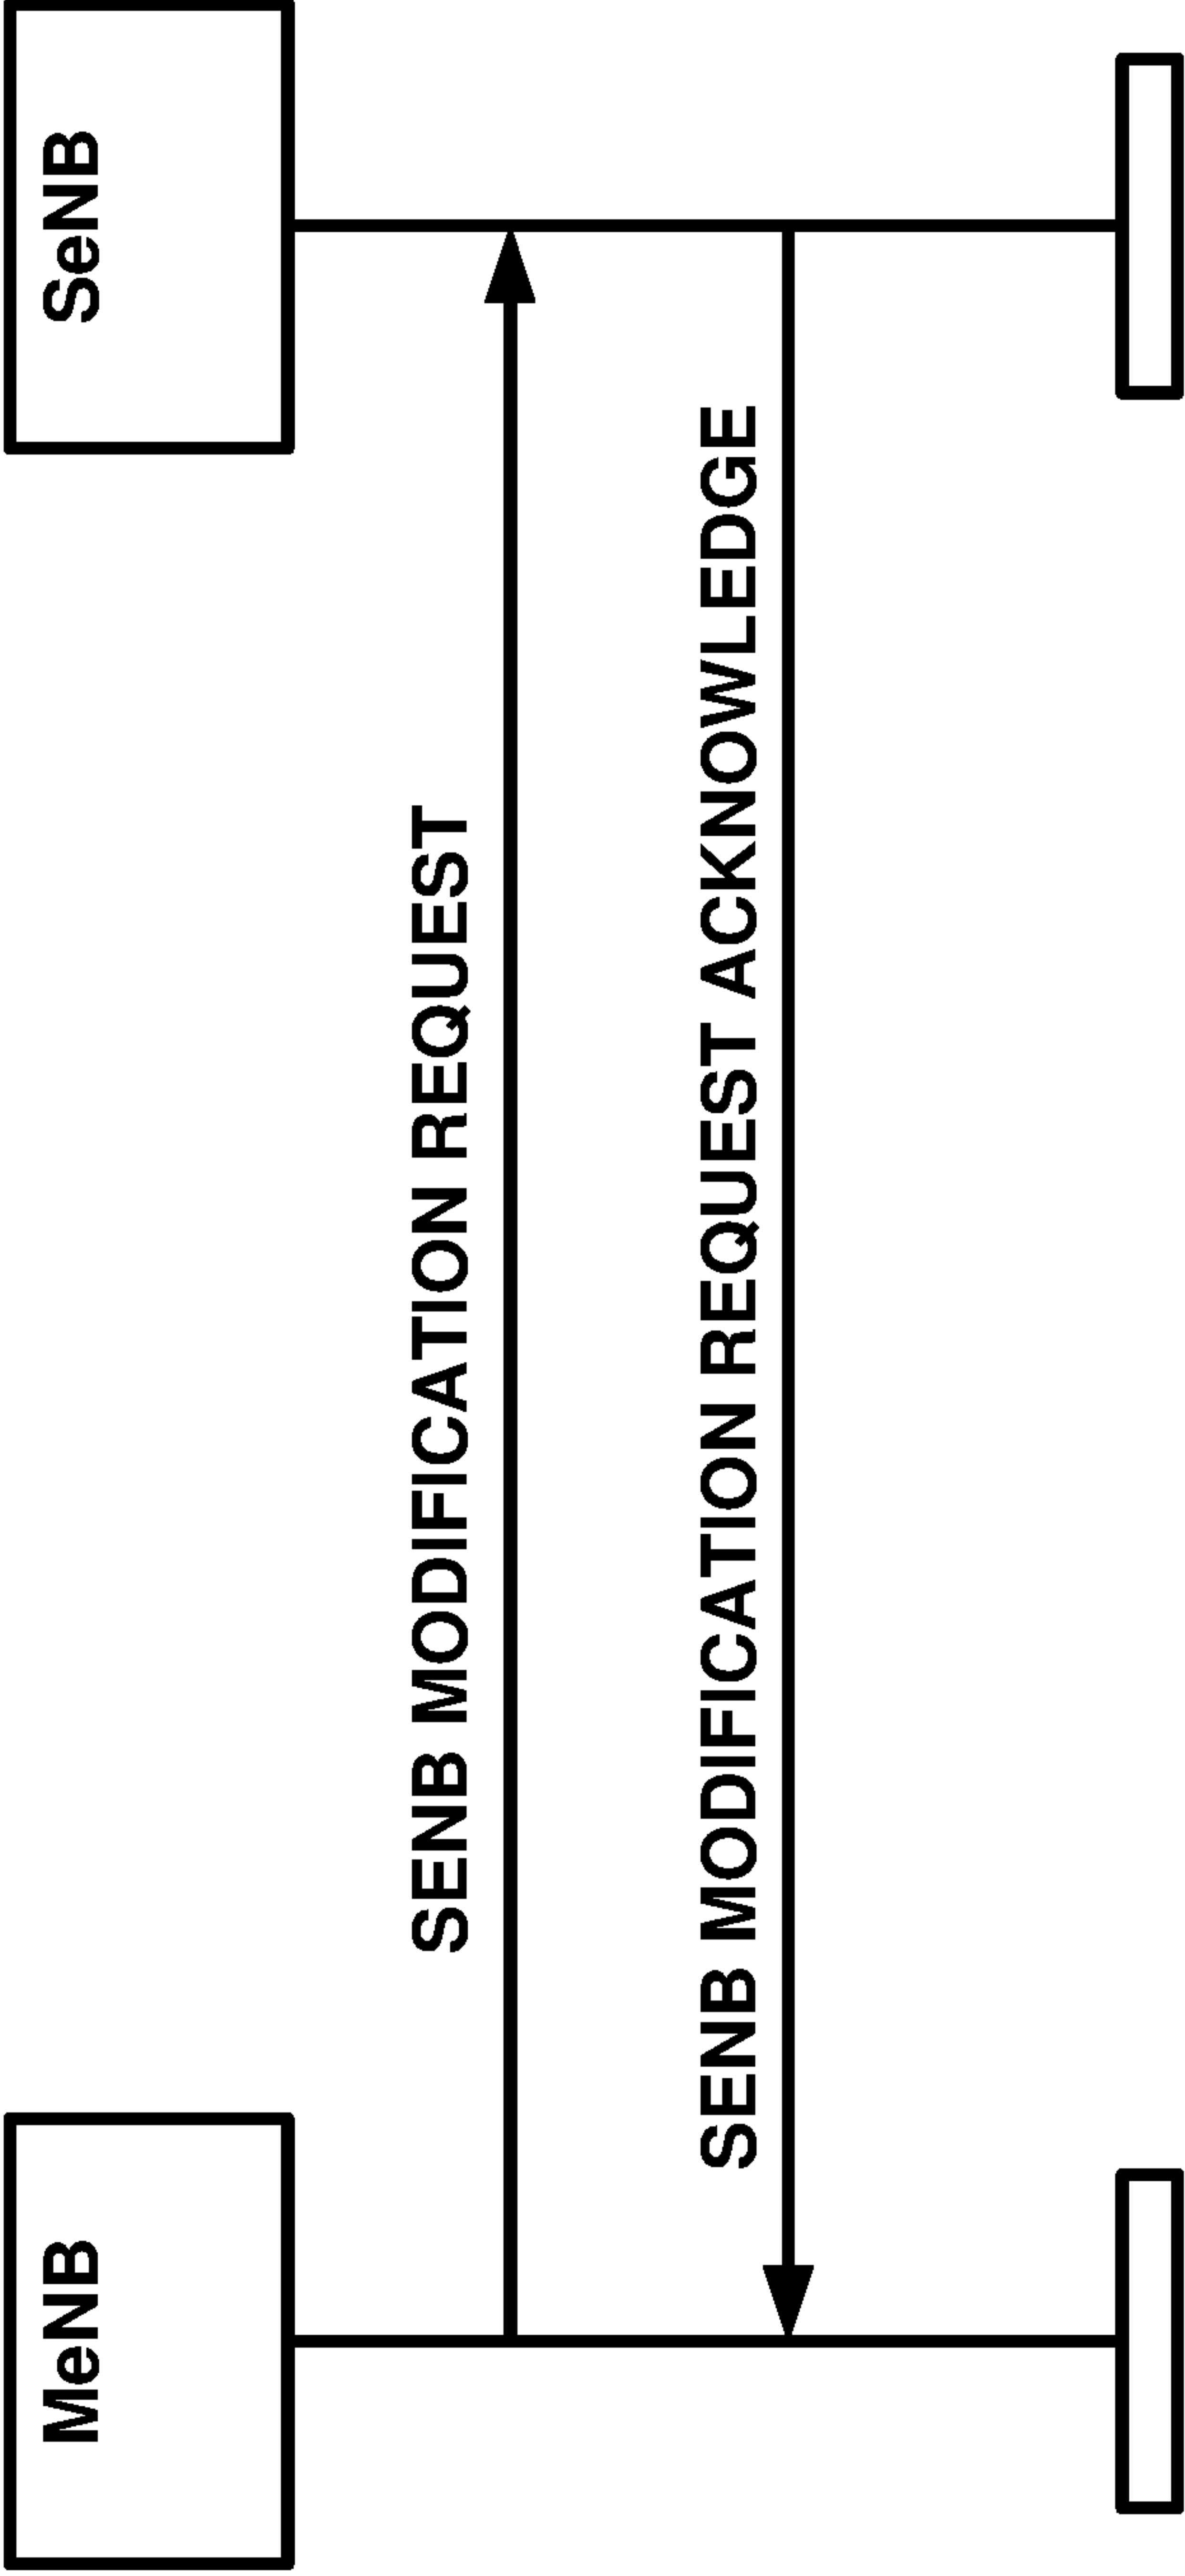 MeNB
SeNB
SENB MODIFICATION REQUEST
SENB MODIFICATION REQUEST ACKNOWLEDGE